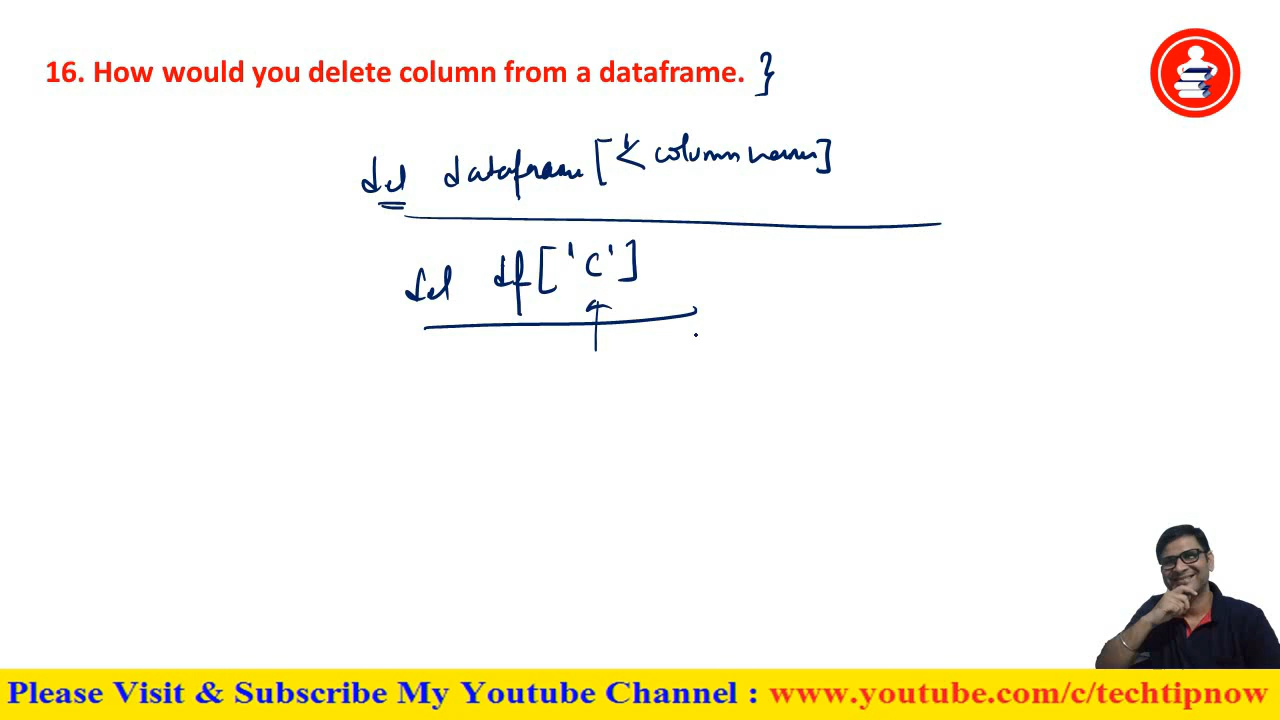 16. How would you delete column from a dataframe. }
del dataframe [< column name]
del df ['C']
Please Visit & Subscribe My Youtube Channel : www.youtube.com/c/techtipnow